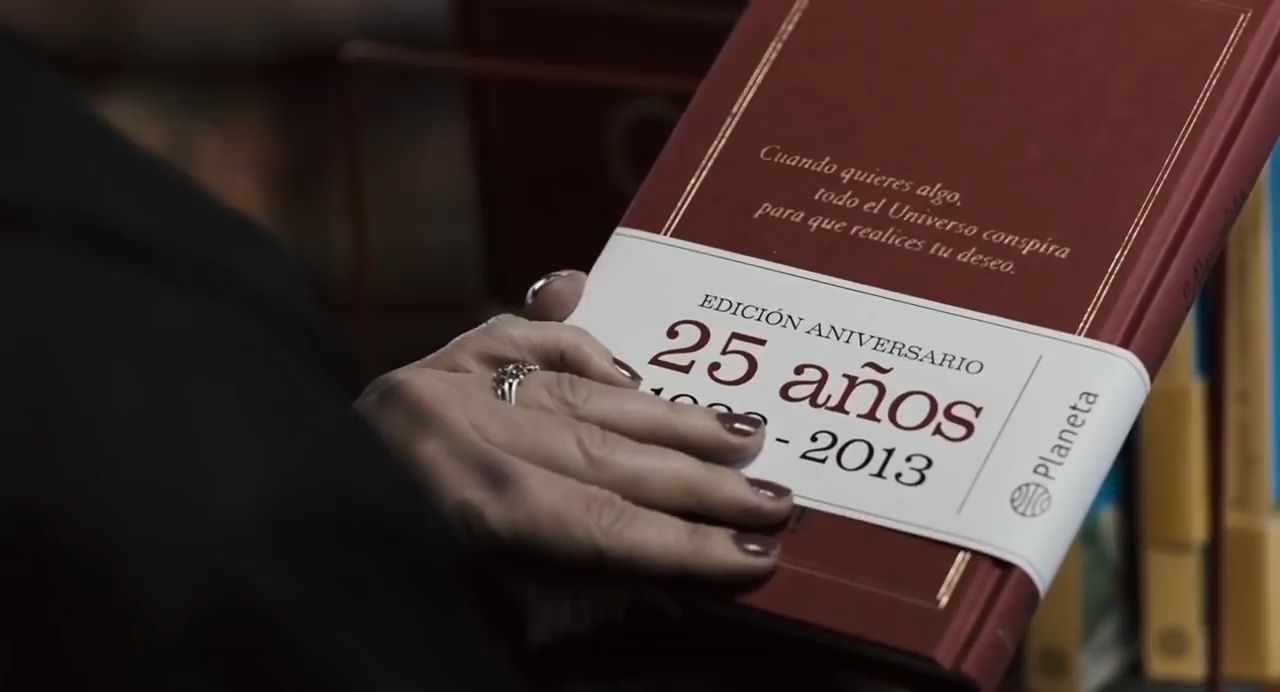 Cuando quieres algo,
todo el Universo conspira
para que realices tu deseo.
EDICIÓN ANIVERSARIO
25 años
- 2013
Planeta